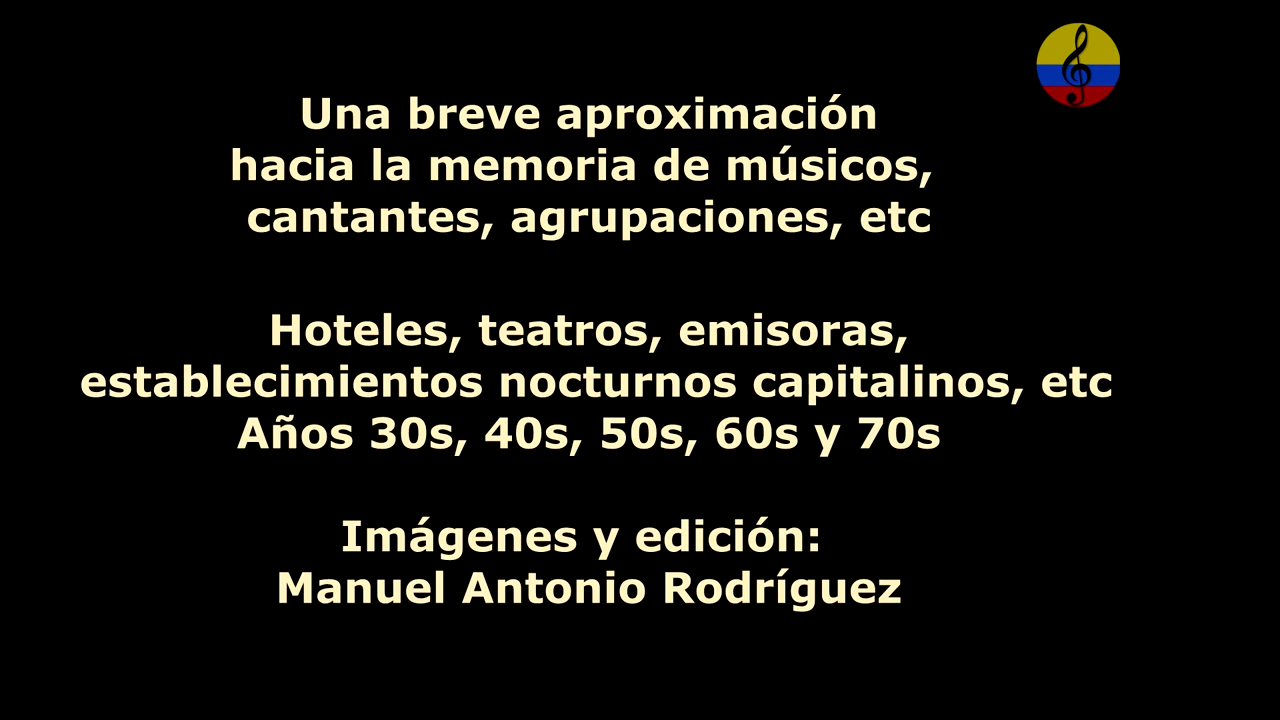 Una breve aproximación
hacia la memoria de músicos,
cantantes, agrupaciones, etc
Hoteles, teatros, emisoras,
establecimientos nocturnos capitalinos, etc
Años 30s, 40s, 50s, 60s y 70s
Imágenes y edición:
Manuel Antonio Rodríguez